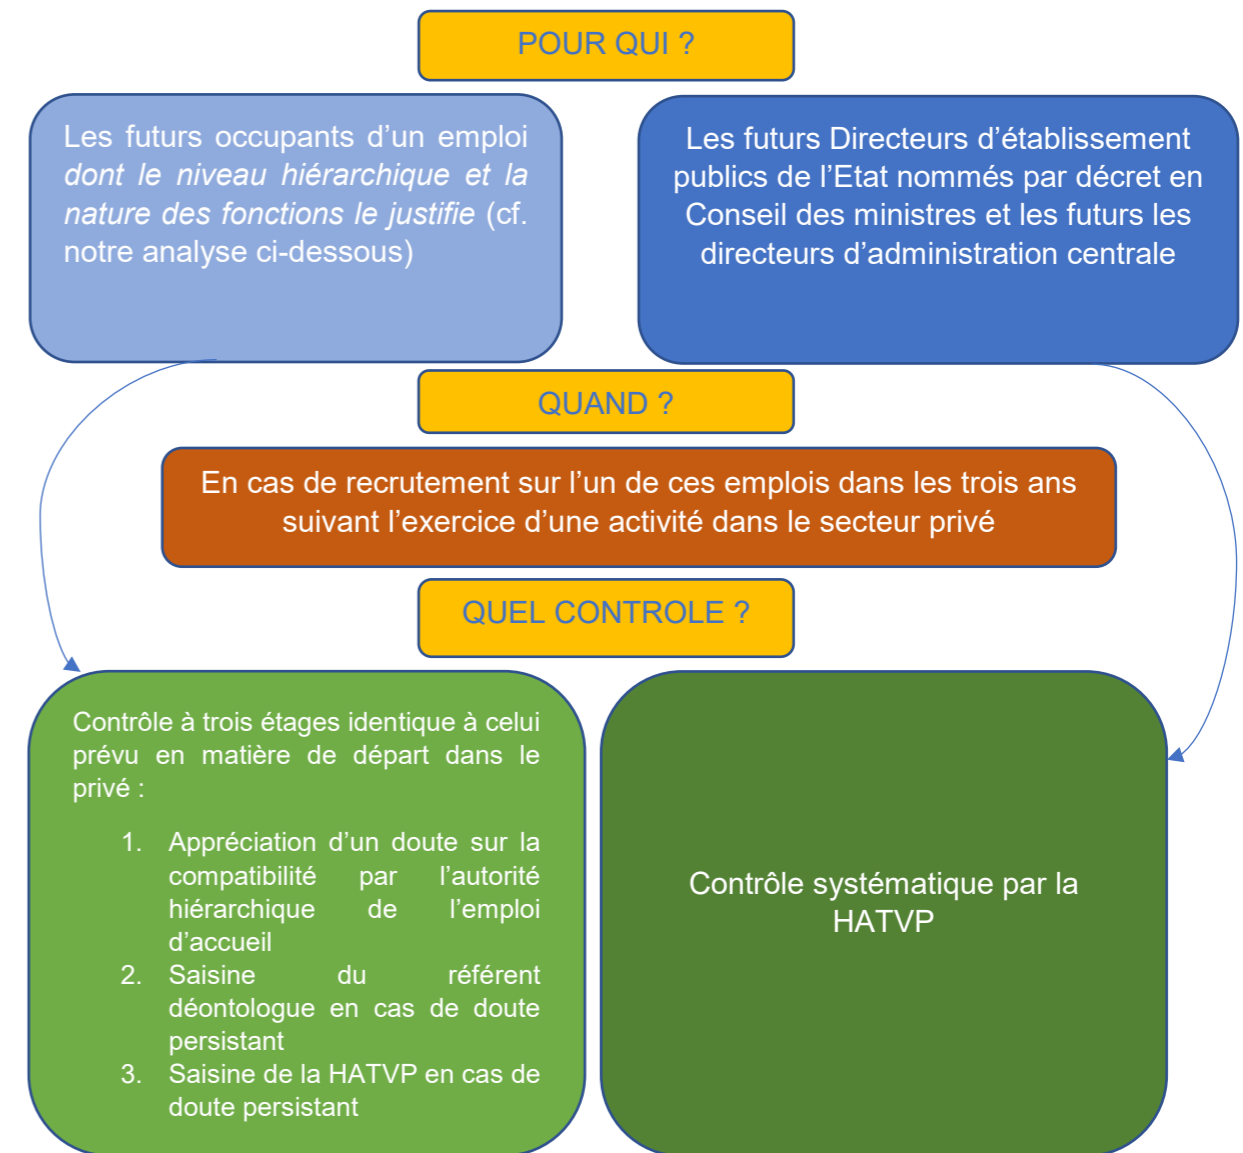 POUR QUI ?
Les futurs occupants d’un emploi
dont le niveau hiérarchique et la
nature des fonctions le justifie (cf.
notre analyse ci-dessous)
Les futurs Directeurs d’établissement
publics de l’Etat nommés par décret en
Conseil des ministres et les futurs les
directeurs d’administration centrale
QUAND ?
En cas de recrutement sur l’un de ces emplois dans les trois ans
suivant l’exercice d’une activité dans le secteur privé
QUEL CONTROLE ?
Contrôle à trois étages identique à celui
prévu en matière de départ dans le
privé :
1. Appréciation d’un doute sur la
compatibilité par l’autorité
hiérarchique de l’emploi
d’accueil
2. Saisine du référent
déontologue en cas de doute
persistant
3. Saisine de la HATVP en cas de
doute persistant
Contrôle systématique par la
HATVP